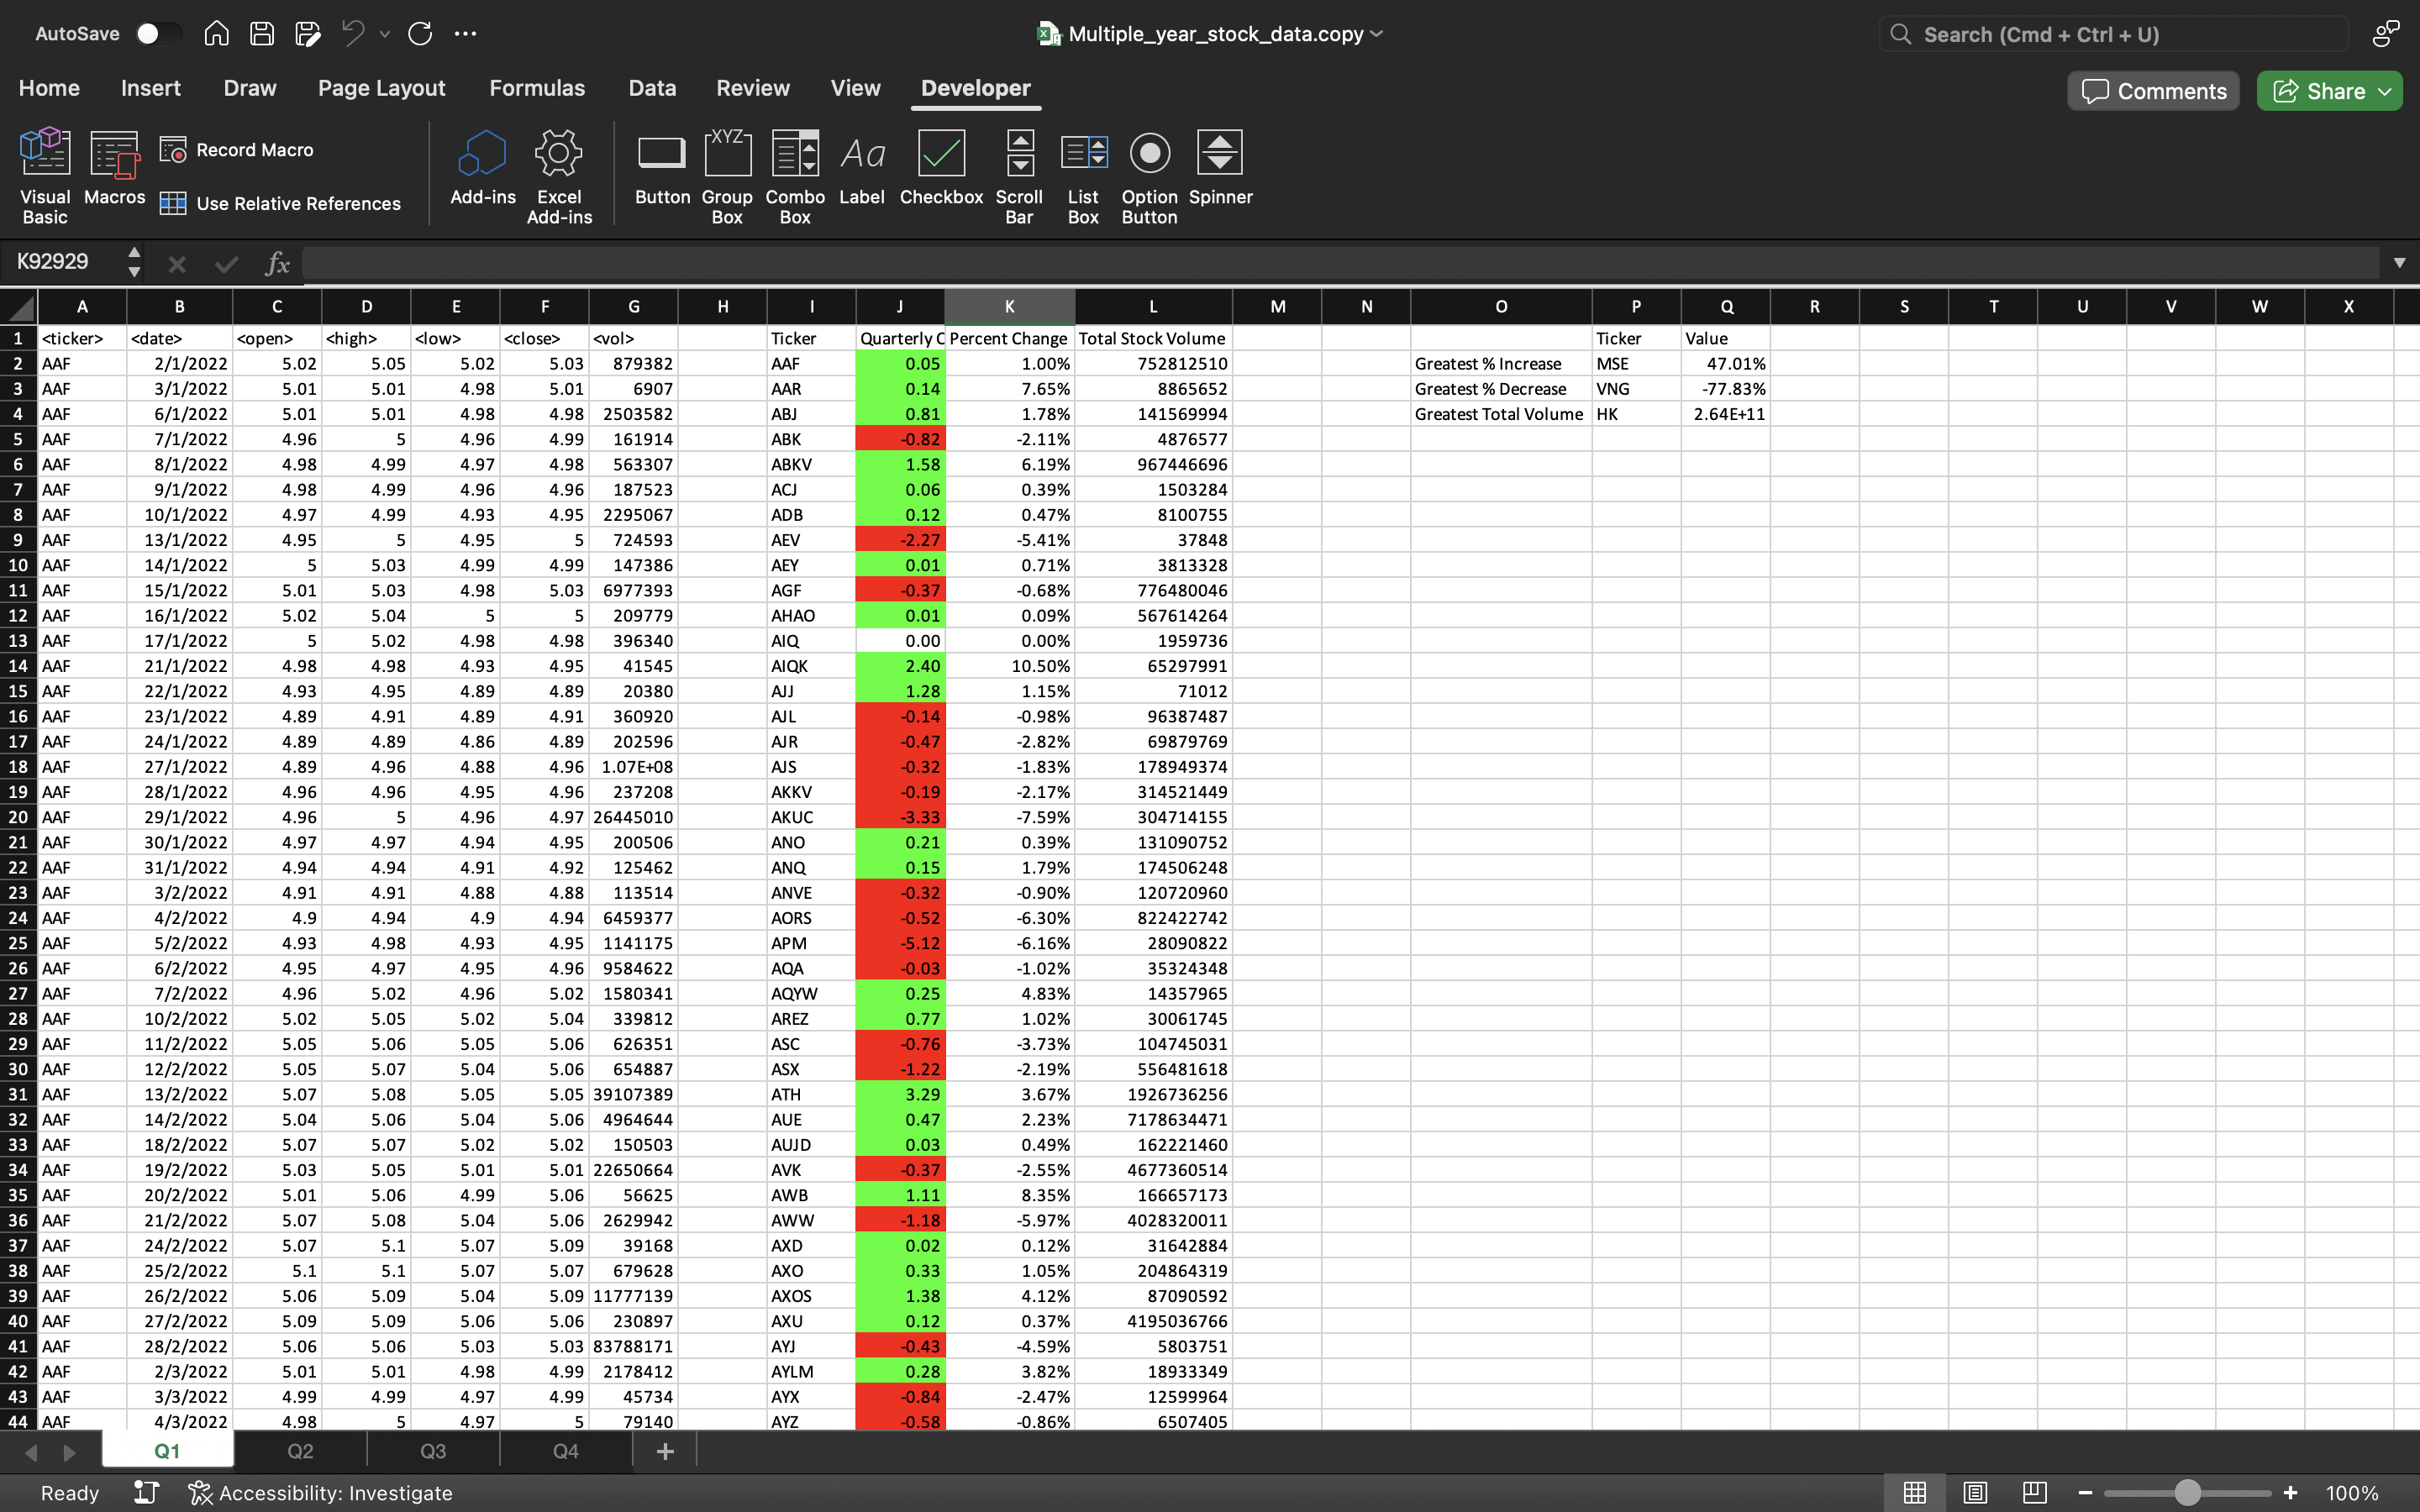 AutoSave
Multiple_year_stock_data.copy
Search (Cmd + Ctrl + U)
Home Insert Draw Page Layout Formulas Data Review View Developer
Comments Share
Visual Basic
Macros
Record Macro
Use Relative References
Add-ins
Excel Add-ins
XYZ
Aa
Button
Group Box
Combo Box
Label
Checkbox
Scroll Bar
List Box
Option Button
Spinner
K92929 fx
A B C D E F G H I J K L M N O P Q R S T U V W X
1 <ticker> <date> <open> <high> <low> <close> <vol> Ticker Quarterly C Percent Change Total Stock Volume Ticker Value
2 AAF 2/1/2022 5.02 5.05 5.02 5.03 879382 AAF 0.05 1.00% 752812510 Greatest % Increase MSE 47.01%
3 AAF 3/1/2022 5.01 5.01 4.98 5.01 6907 AAR 0.14 7.65% 8865652 Greatest % Decrease VNG -77.83%
4 AAF 6/1/2022 5.01 5.01 4.98 4.98 2503582 ABJ 0.81 1.78% 141569994 Greatest Total Volume HK 2.64E+11
5 AAF 7/1/2022 4.96 5 4.96 4.99 161914 ABK -0.82 -2.11% 4876577
6 AAF 8/1/2022 4.98 4.99 4.97 4.98 563307 ABKV 1.58 6.19% 967446696
7 AAF 9/1/2022 4.98 4.99 4.96 4.96 187523 ACJ 0.06 0.39% 1503284
8 AAF 10/1/2022 4.97 4.99 4.93 4.95 2295067 ADB 0.12 0.47% 8100755
9 AAF 13/1/2022 4.95 5 4.95 5 724593 AEV -2.27 -5.41% 37848
10 AAF 14/1/2022 5 5.03 4.99 4.99 147386 AEY 0.01 0.71% 3813328
11 AAF 15/1/2022 5.01 5.03 4.98 5.03 6977393 AGF -0.37 -0.68% 776480046
12 AAF 16/1/2022 5.02 5.04 5 5 209779 AHAO 0.01 0.09% 567614264
13 AAF 17/1/2022 5 5.02 4.98 4.98 396340 AIQ 0.00 0.00% 1959736
14 AAF 21/1/2022 4.98 4.98 4.93 4.95 41545 AIQK 2.40 10.50% 65297991
15 AAF 22/1/2022 4.93 4.95 4.89 4.89 20380 AJJ 1.28 1.15% 71012
16 AAF 23/1/2022 4.89 4.91 4.89 4.91 360920 AJL -0.14 -0.98% 96387487
17 AAF 24/1/2022 4.89 4.89 4.86 4.89 202596 AJR -0.47 -2.82% 69879769
18 AAF 27/1/2022 4.89 4.96 4.88 4.96 1.07E+08 AJS -0.32 -1.83% 178949374
19 AAF 28/1/2022 4.96 4.96 4.95 4.96 237208 AKKV -0.19 -2.17% 314521449
20 AAF 29/1/2022 4.96 5 4.96 4.97 26445010 AKUC -3.33 -7.59% 304714155
21 AAF 30/1/2022 4.97 4.97 4.94 4.95 200506 ANO 0.21 0.39% 131090752
22 AAF 31/1/2022 4.94 4.94 4.91 4.92 125462 ANQ 0.15 1.79% 174506248
23 AAF 3/2/2022 4.91 4.91 4.88 4.88 113514 ANVE -0.32 -0.90% 120720960
24 AAF 4/2/2022 4.9 4.94 4.9 4.94 6459377 AORS -0.52 -6.30% 822422742
25 AAF 5/2/2022 4.93 4.98 4.93 4.95 1141175 APM -5.12 -6.16% 28090822
26 AAF 6/2/2022 4.95 4.97 4.95 4.96 9584622 AQA -0.03 -1.02% 35324348
27 AAF 7/2/2022 4.96 5.02 4.96 5.02 1580341 AQYW 0.25 4.83% 14357965
28 AAF 10/2/2022 5.02 5.05 5.02 5.04 339812 AREZ 0.77 1.02% 30061745
29 AAF 11/2/2022 5.05 5.06 5.05 5.06 626351 ASC -0.76 -3.73% 104745031
30 AAF 12/2/2022 5.05 5.07 5.04 5.06 654887 ASX -1.22 -2.19% 556481618
31 AAF 13/2/2022 5.07 5.08 5.05 5.05 39107389 ATH 3.29 3.67% 1926736256
32 AAF 14/2/2022 5.04 5.06 5.04 5.06 4964644 AUE 0.47 2.23% 7178634471
33 AAF 18/2/2022 5.07 5.07 5.02 5.02 150503 AUJD 0.03 0.49% 162221460
34 AAF 19/2/2022 5.03 5.05 5.01 5.01 22650664 AVK -0.37 -2.55% 4677360514
35 AAF 20/2/2022 5.01 5.06 4.99 5.06 56625 AWB 1.11 8.35% 166657173
36 AAF 21/2/2022 5.07 5.08 5.04 5.06 2629942 AWW -1.18 -5.97% 4028320011
37 AAF 24/2/2022 5.07 5.1 5.07 5.09 39168 AXD 0.02 0.12% 31642884
38 AAF 25/2/2022 5.1 5.1 5.07 5.07 679628 AXO 0.33 1.05% 204864319
39 AAF 26/2/2022 5.06 5.09 5.04 5.09 11777139 AXOS 1.38 4.12% 87090592
40 AAF 27/2/2022 5.09 5.09 5.06 5.06 230897 AXU 0.12 0.37% 4195036766
41 AAF 28/2/2022 5.06 5.06 5.03 5.03 83788171 AYJ -0.43 -4.59% 5803751
42 AAF 2/3/2022 5.01 5.01 4.98 4.99 2178412 AYLM 0.28 3.82% 18933349
43 AAF 3/3/2022 4.99 4.99 4.97 4.99 45734 AYX -0.84 -2.47% 12599964
44 AAF 4/3/2022 4.98 5 4.97 5 79140 AYZ -0.58 -0.86% 6507405
Q1 Q2 Q3 Q4
Ready Accessibility: Investigate 100%